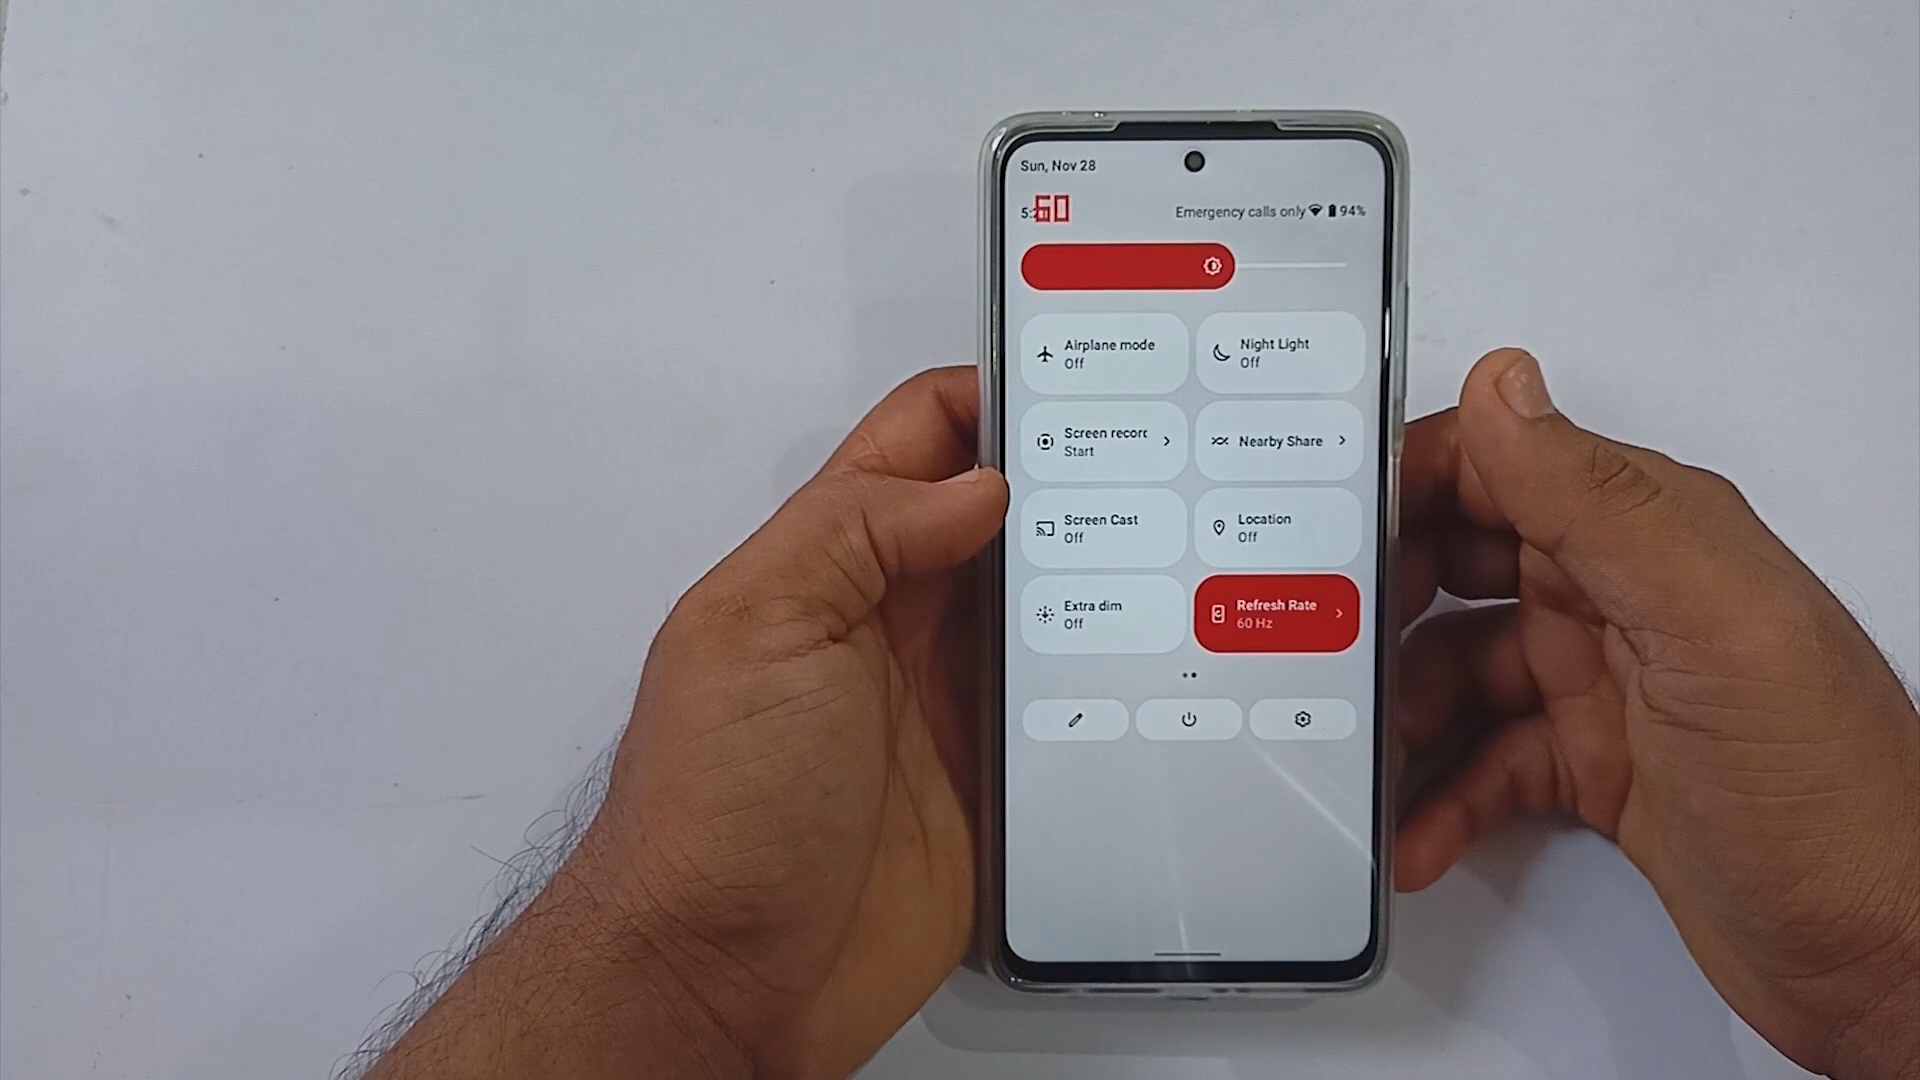 Sun, Nov 28
60
Emergency calls only 94%
Airplane mode
Off
Night Light
Off
Screen recor
Start
Nearby Share
Screen Cast
Off
Location
Off
Extra dim
Off
Refresh Rate
60 Hz